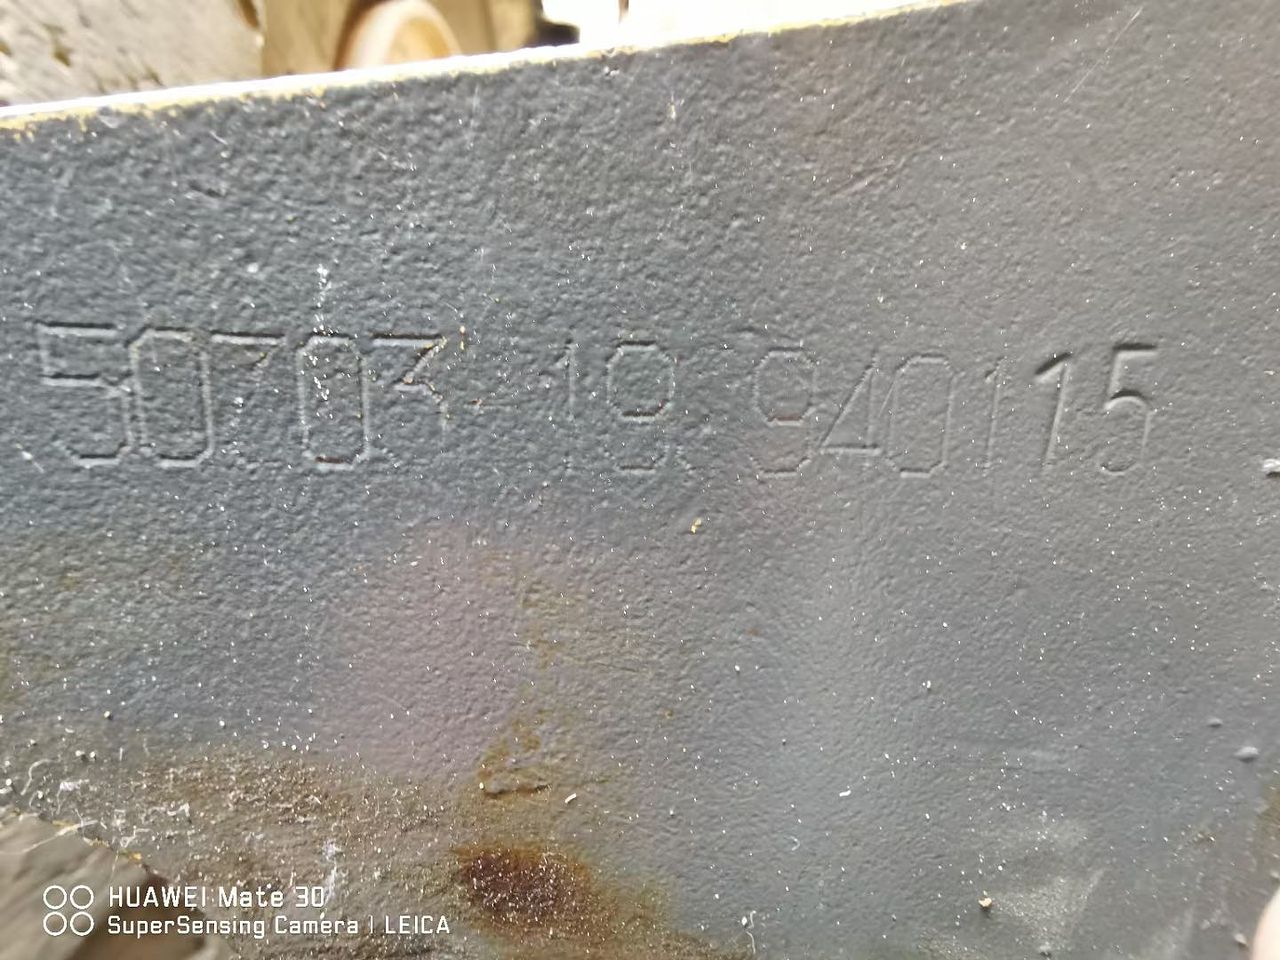 50703-19 940115
HUAWEI Mate 30
SuperSensing Camera | LEICA